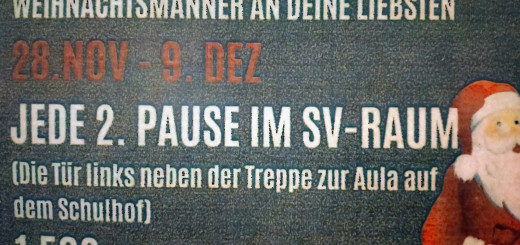 WEIHNACHTSMÄNNER AN DEINE LIEBSTEN
28.NOV - 9. DEZ
JEDE 2. PAUSE IM SV-RAUM
(Die Tür links neben der Treppe zur Aula auf
dem Schulhof)